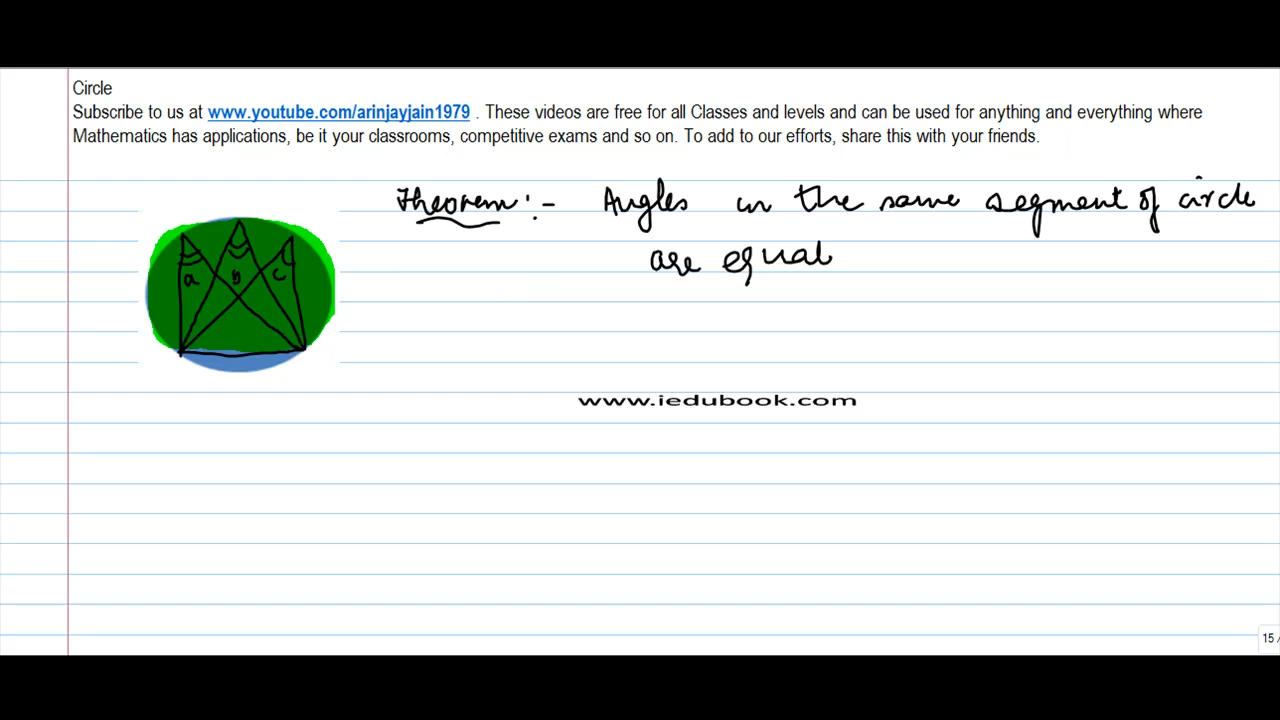 Circle
Subscribe to us at www.youtube.com/arinjayjain1979 . These videos are free for all Classes and levels and can be used for anything and everything where
Mathematics has applications, be it your classrooms, competitive exams and so on. To add to our efforts, share this with your friends.
Theorem :- Angles in the same segment of circle
are equal
a b c
www.iedubook.com
15 /